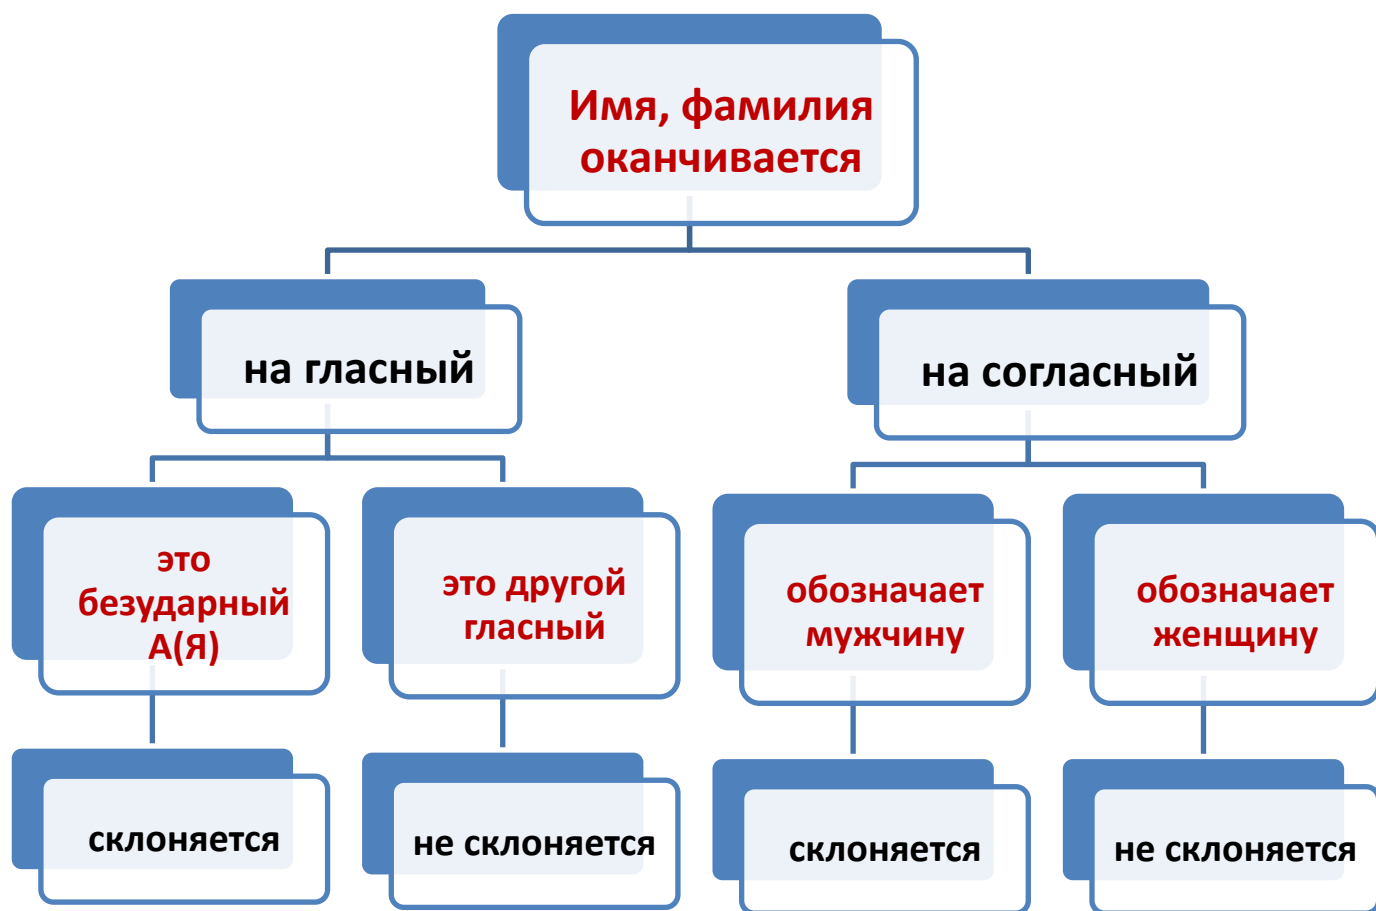 Имя, фамилия
оканчивается
на гласный
на согласный
это
безударный
А(Я)
это другой
гласный
обозначает
мужчину
обозначает
женщину
склоняется
не склоняется
склоняется
не склоняется